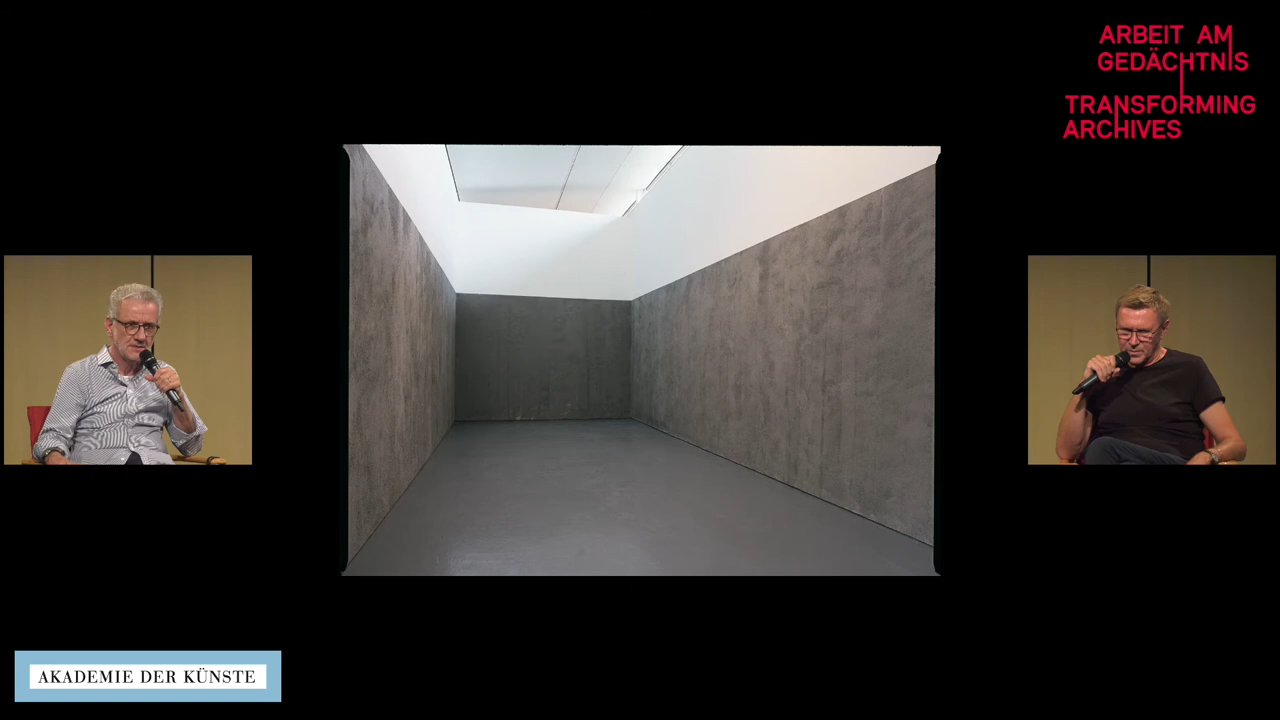 ARBEIT AM
GEDÄCHTNIS
TRANSFORMING
ARCHIVES
AKADEMIE DER KÜNSTE